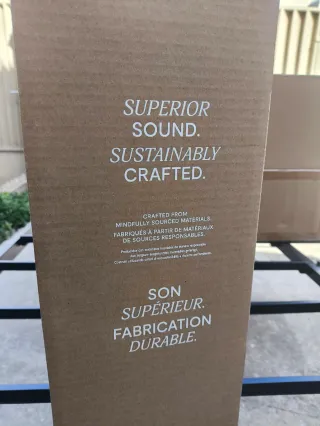 SUPERIOR
SOUND.
SUSTAINABLY
CRAFTED.
CRAFTED FROM
MINDFULLY SOURCED MATERIALS.
FABRIQUÉS À PARTIR DE MATÉRIAUX
DE SOURCES RESPONSABLES.
SON
SUPÉRIEUR.
FABRICATION
DURABLE.